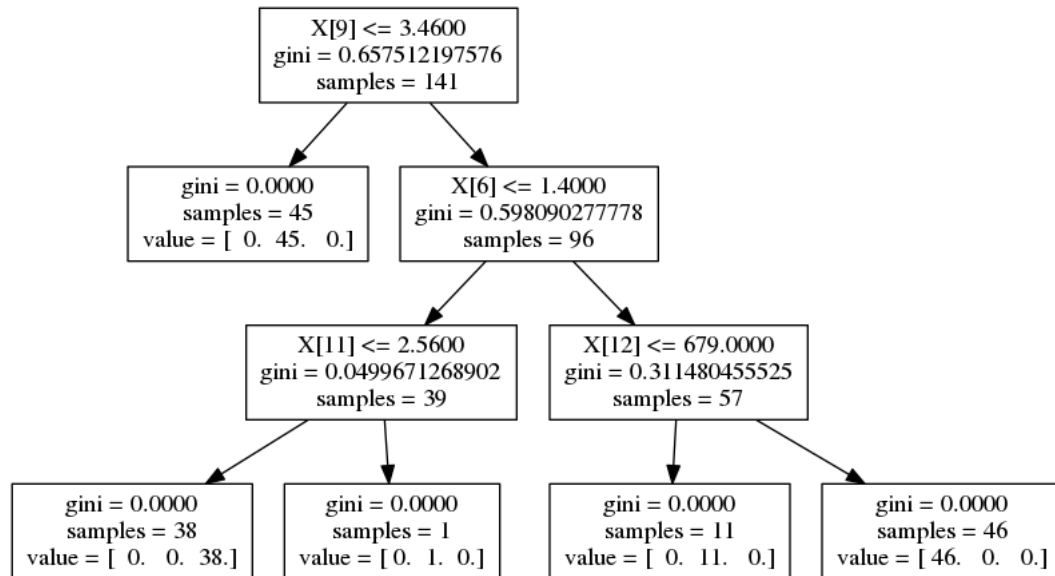 X[9] <= 3.4600
gini = 0.657512197576
samples = 141
gini = 0.0000
samples = 45
value = [  0.  45.   0.]
X[6] <= 1.4000
gini = 0.598090277778
samples = 96
X[11] <= 2.5600
gini = 0.0499671268902
samples = 39
X[12] <= 679.0000
gini = 0.311480455525
samples = 57
gini = 0.0000
samples = 38
value = [  0.   0.  38.]
gini = 0.0000
samples = 1
value = [ 0.  1.  0.]
gini = 0.0000
samples = 11
value = [  0.  11.   0.]
gini = 0.0000
samples = 46
value = [ 46.   0.   0.]